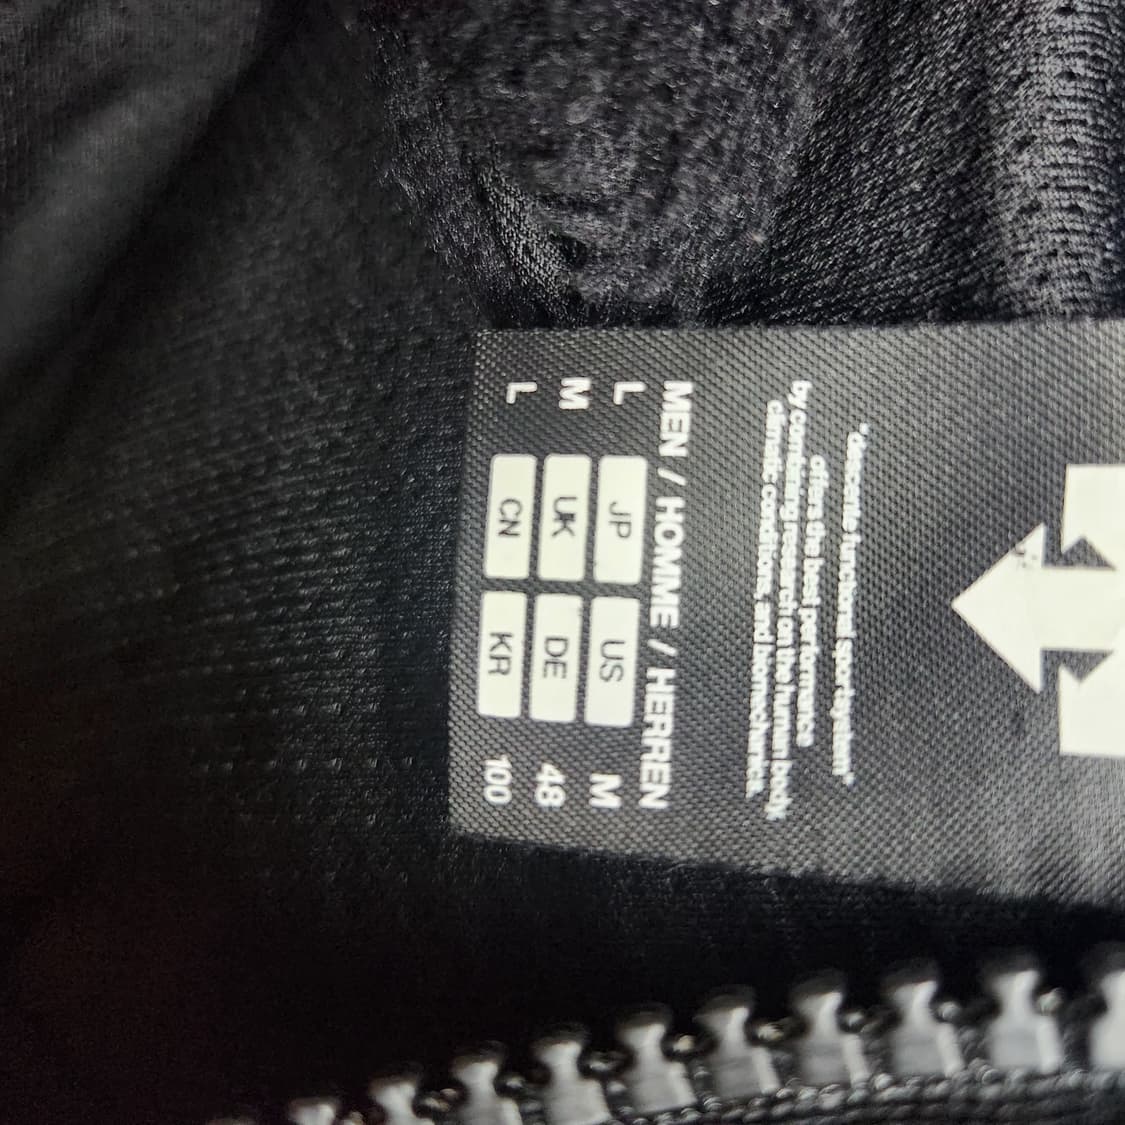 "descente functional sportsystem"
offers the best performance
by combining research on the human body,
climatic conditions, and biomechanics.
MEN / HOMME / HERREN
L JP US M
M UK DE 48
L CN KR 100